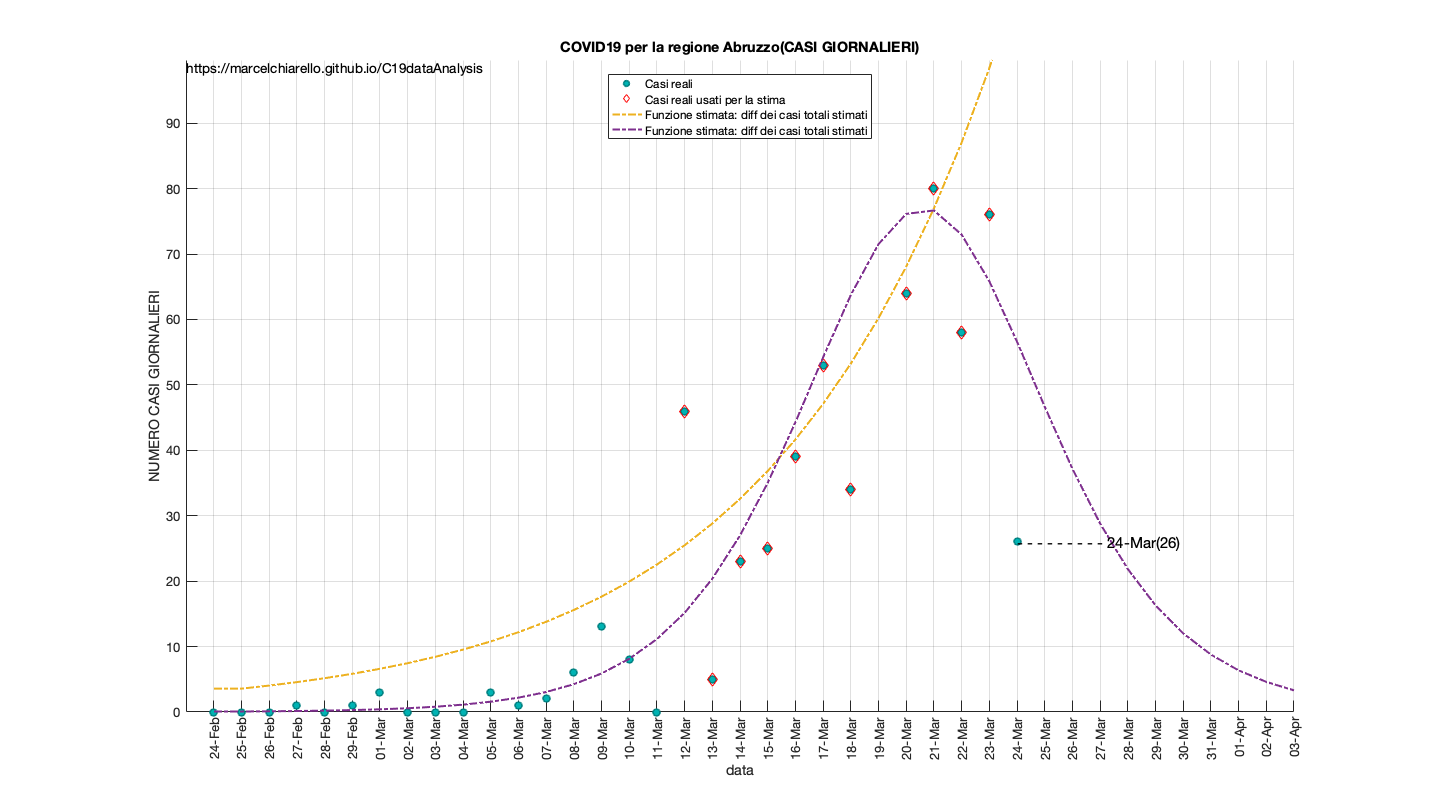 COVID19 per la regione Abruzzo(CASI GIORNALIERI)
https://marcelchiarello.github.io/C19dataAnalysis
Casi reali
Casi reali usati per la stima
Funzione stimata: diff dei casi totali stimati
Funzione stimata: diff dei casi totali stimati
NUMERO CASI GIORNALIERI
90
80
70
60
50
40
30
20
10
0
24-Mar(26)
24-Feb
25-Feb
26-Feb
27-Feb
28-Feb
29-Feb
01-Mar
02-Mar
03-Mar
04-Mar
05-Mar
06-Mar
07-Mar
08-Mar
09-Mar
10-Mar
11-Mar
12-Mar
13-Mar
14-Mar
15-Mar
16-Mar
17-Mar
18-Mar
19-Mar
20-Mar
21-Mar
22-Mar
23-Mar
24-Mar
25-Mar
26-Mar
27-Mar
28-Mar
29-Mar
30-Mar
31-Mar
01-Apr
02-Apr
03-Apr
data